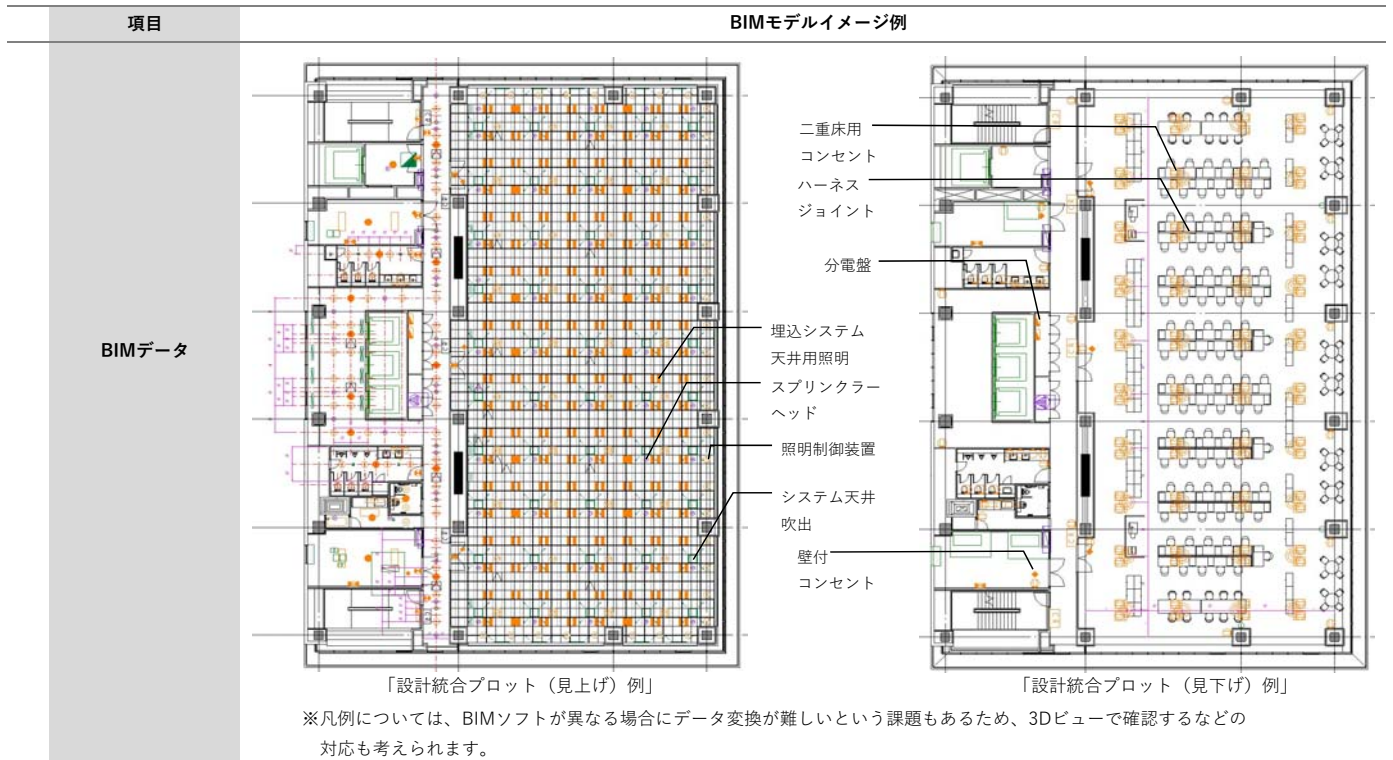 項目
BIMモデルイメージ例
BIMデータ
二重床用
コンセント
ハーネス
ジョイント
分電盤
埋込システム
天井用照明
スプリンクラー
ヘッド
照明制御装置
システム天井
吹出
壁付
コンセント
「設計統合プロット（見上げ）例」
「設計統合プロット（見下げ）例」
※凡例については、BIMソフトが異なる場合にデータ変換が難しいという課題もあるため、3Dビューで確認するなどの
対応も考えられます。